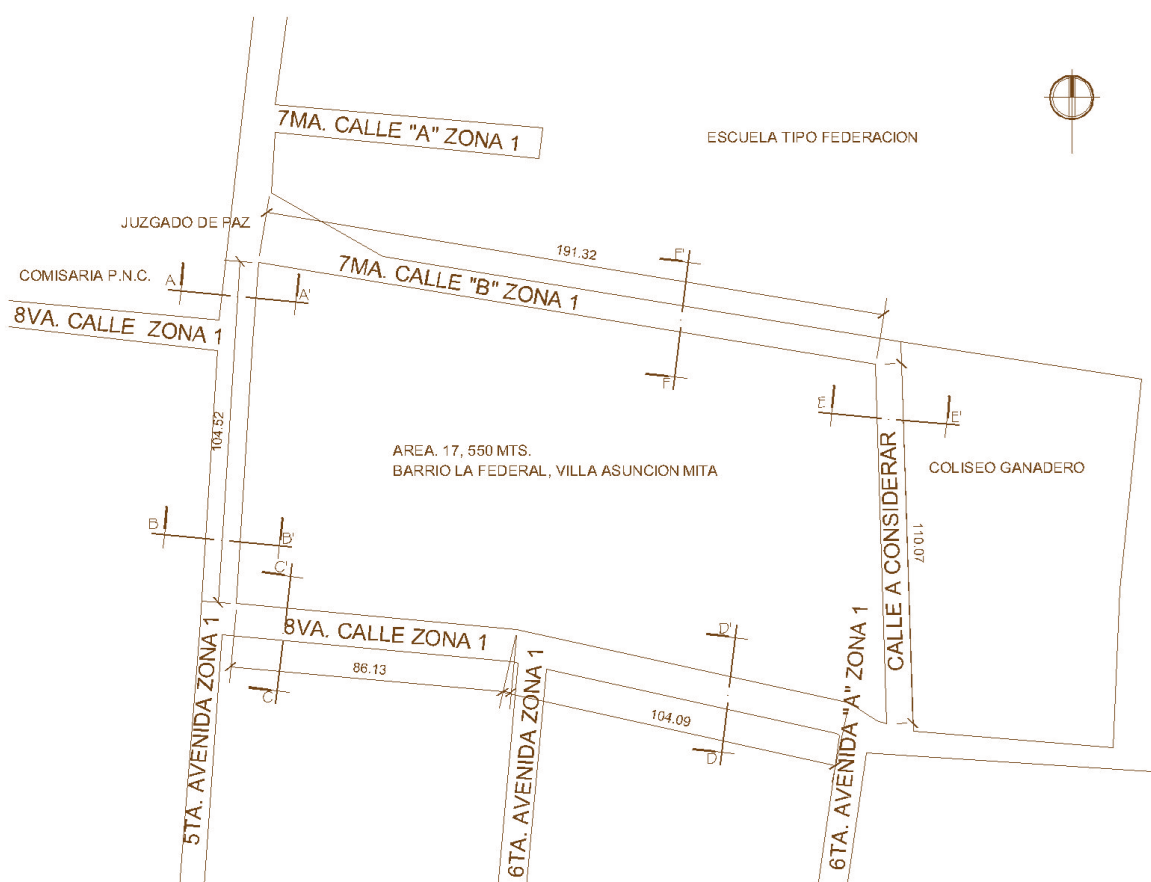 7MA. CALLE "A" ZONA 1
ESCUELA TIPO FEDERACION
JUZGADO DE PAZ
191.32
F'
COMISARIA P.N.C.
A
A'
7MA. CALLE "B" ZONA 1
8VA. CALLE ZONA 1
F
E
E'
104.52
AREA. 17, 550 MTS.
BARRIO LA FEDERAL, VILLA ASUNCION MITA
CALLE A CONSIDERAR
COLISEO GANADERO
110.07
B
B'
C'
8VA. CALLE ZONA 1
D'
5TA. AVENIDA ZONA 1
86.13
C
6TA. AVENIDA ZONA 1
104.09
D
6TA. AVENIDA "A" ZONA 1